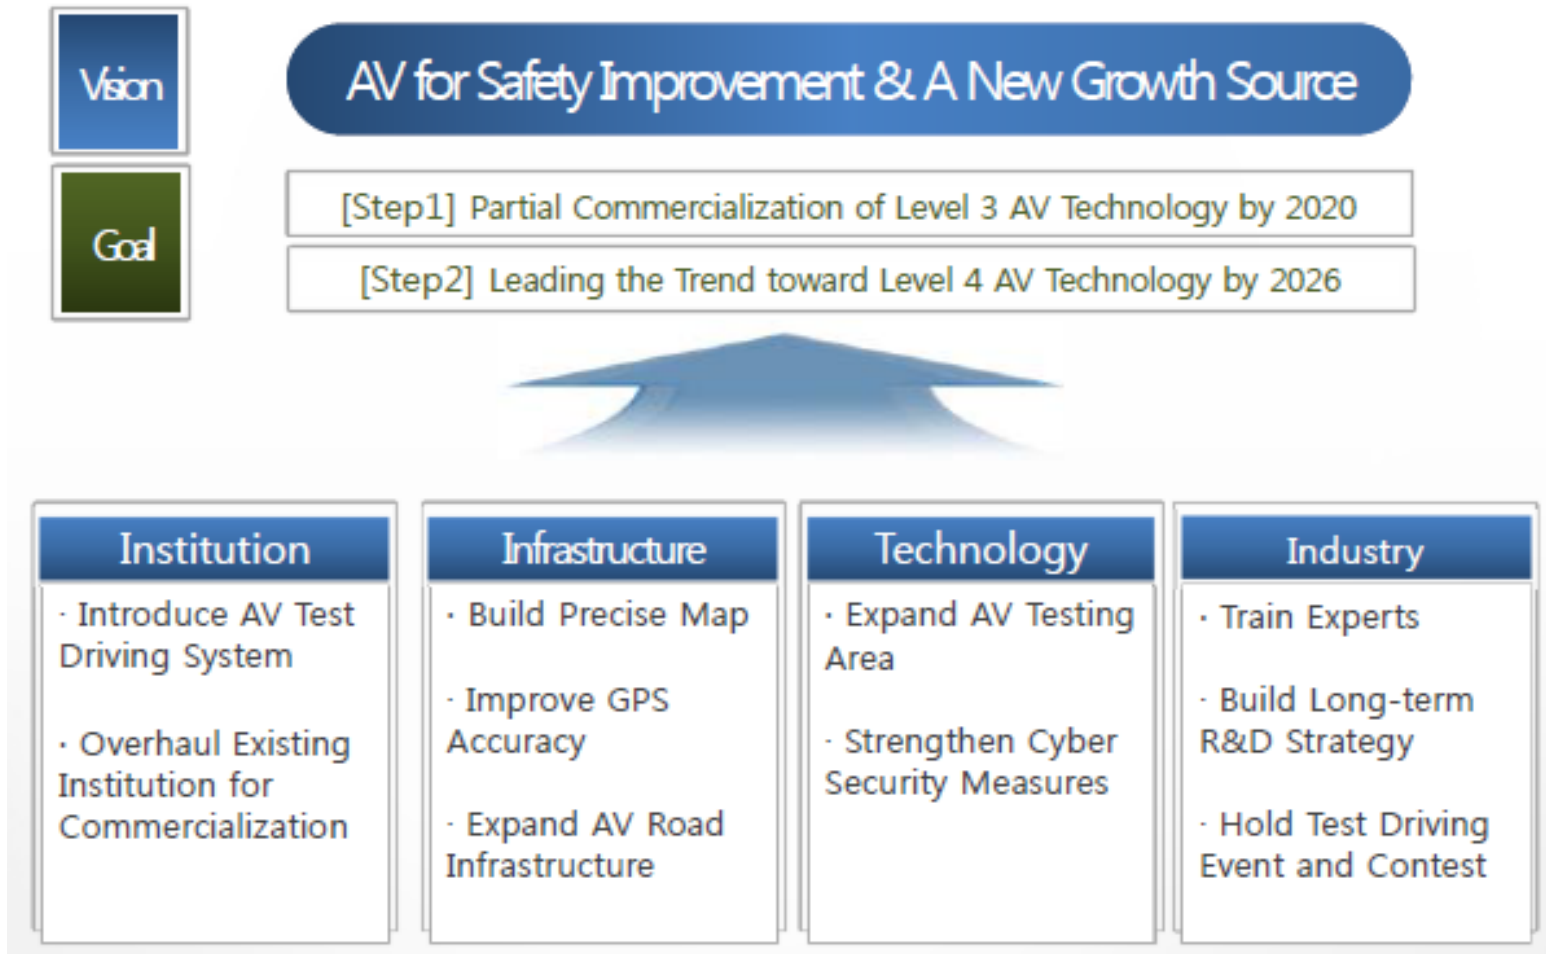 Vision
AV for Safety Improvement & A New Growth Source
Goal
[Step1] Partial Commercialization of Level 3 AV Technology by 2020
[Step2] Leading the Trend toward Level 4 AV Technology by 2026
Institution
· Introduce AV Test
Driving System
· Overhaul Existing
Institution for
Commercialization
Infrastructure
· Build Precise Map
· Improve GPS
Accuracy
· Expand AV Road
Infrastructure
Technology
· Expand AV Testing
Area
· Strengthen Cyber
Security Measures
Industry
· Train Experts
· Build Long-term
R&D Strategy
· Hold Test Driving
Event and Contest